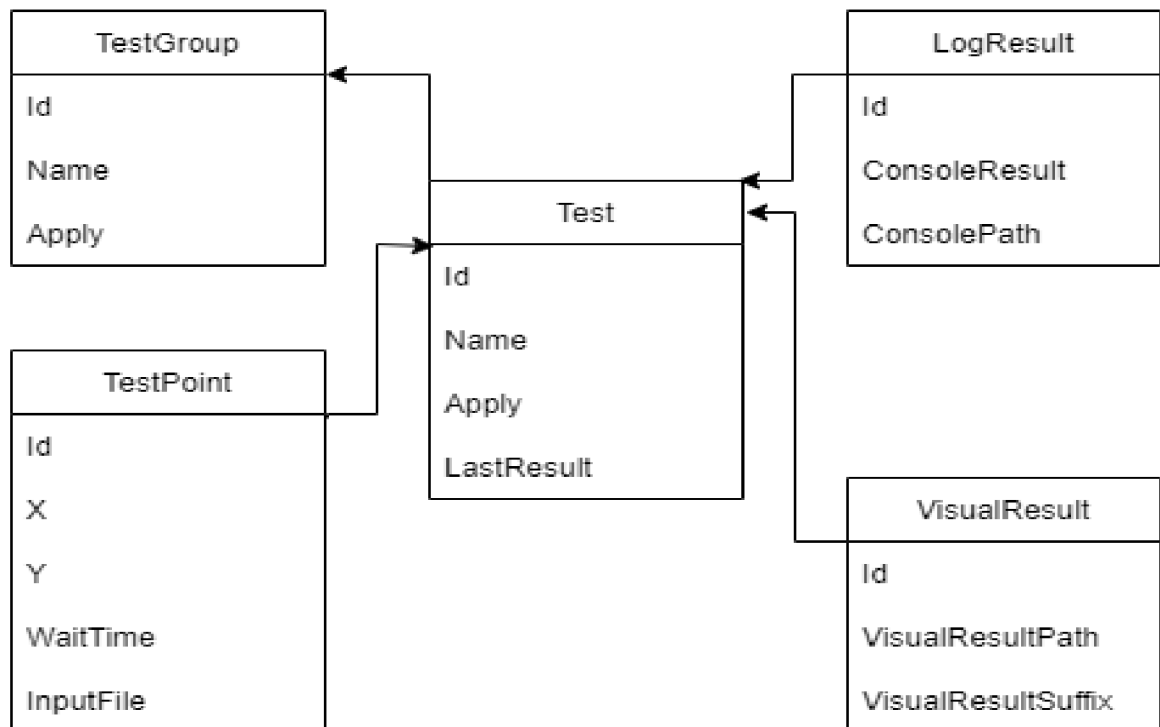 TestGroup
Id
Name
Apply
LogResult
Id
ConsoleResult
ConsolePath
Test
Id
Name
Apply
LastResult
TestPoint
Id
X
Y
WaitTime
InputFile
VisualResult
Id
VisualResultPath
VisualResultSuffix